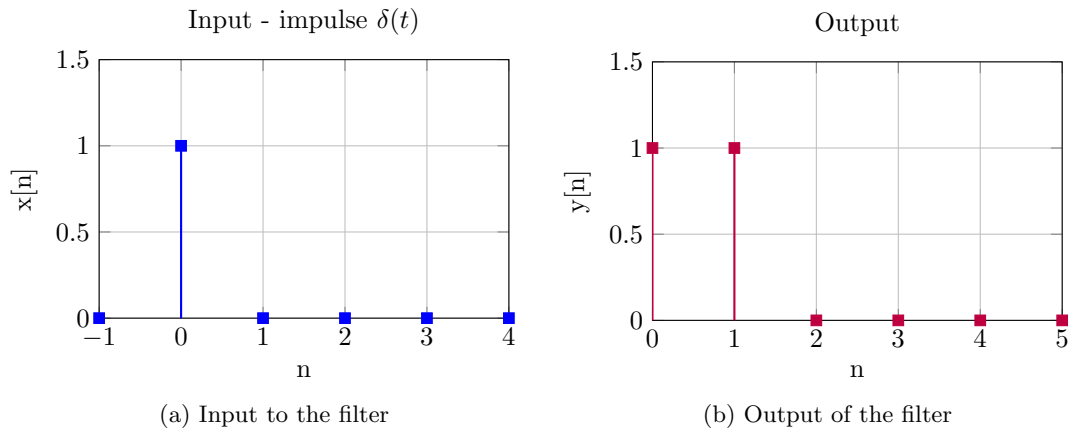 Input - impulse δ(t)
1.5
1
0.5
0
x[n]
−1 0 1 2 3 4
n
(a) Input to the filter
Output
1.5
1
0.5
0
y[n]
0 1 2 3 4 5
n
(b) Output of the filter